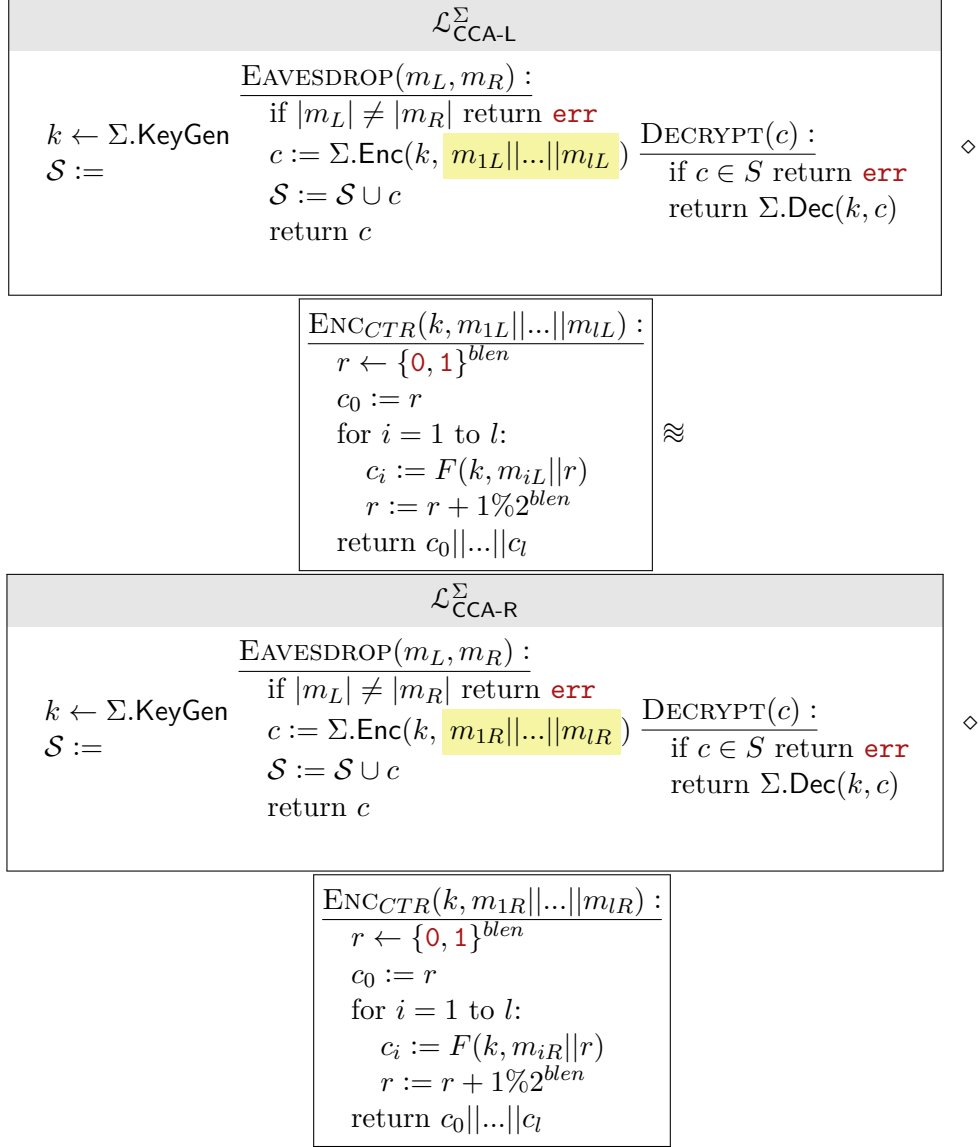 𝓛^Σ_CCA-L
k ← Σ.KeyGen
𝒮 :=
EAVESDROP(m_L, m_R) :
if |m_L| ≠ |m_R| return err
c := Σ.Enc(k, m_1L||...||m_lL )
𝒮 := 𝒮 ∪ c
return c
DECRYPT(c) :
if c ∈ S return err
return Σ.Dec(k, c)
⋄
ENC_CTR(k, m_1L||...||m_lL) :
r ← {0, 1}^blen
c_0 := r
for i = 1 to l:
c_i := F(k, m_iL||r)
r := r + 1%2^blen
return c_0||...||c_l
≋
𝓛^Σ_CCA-R
k ← Σ.KeyGen
𝒮 :=
EAVESDROP(m_L, m_R) :
if |m_L| ≠ |m_R| return err
c := Σ.Enc(k, m_1R||...||m_lR )
𝒮 := 𝒮 ∪ c
return c
DECRYPT(c) :
if c ∈ S return err
return Σ.Dec(k, c)
⋄
ENC_CTR(k, m_1R||...||m_lR) :
r ← {0, 1}^blen
c_0 := r
for i = 1 to l:
c_i := F(k, m_iR||r)
r := r + 1%2^blen
return c_0||...||c_l